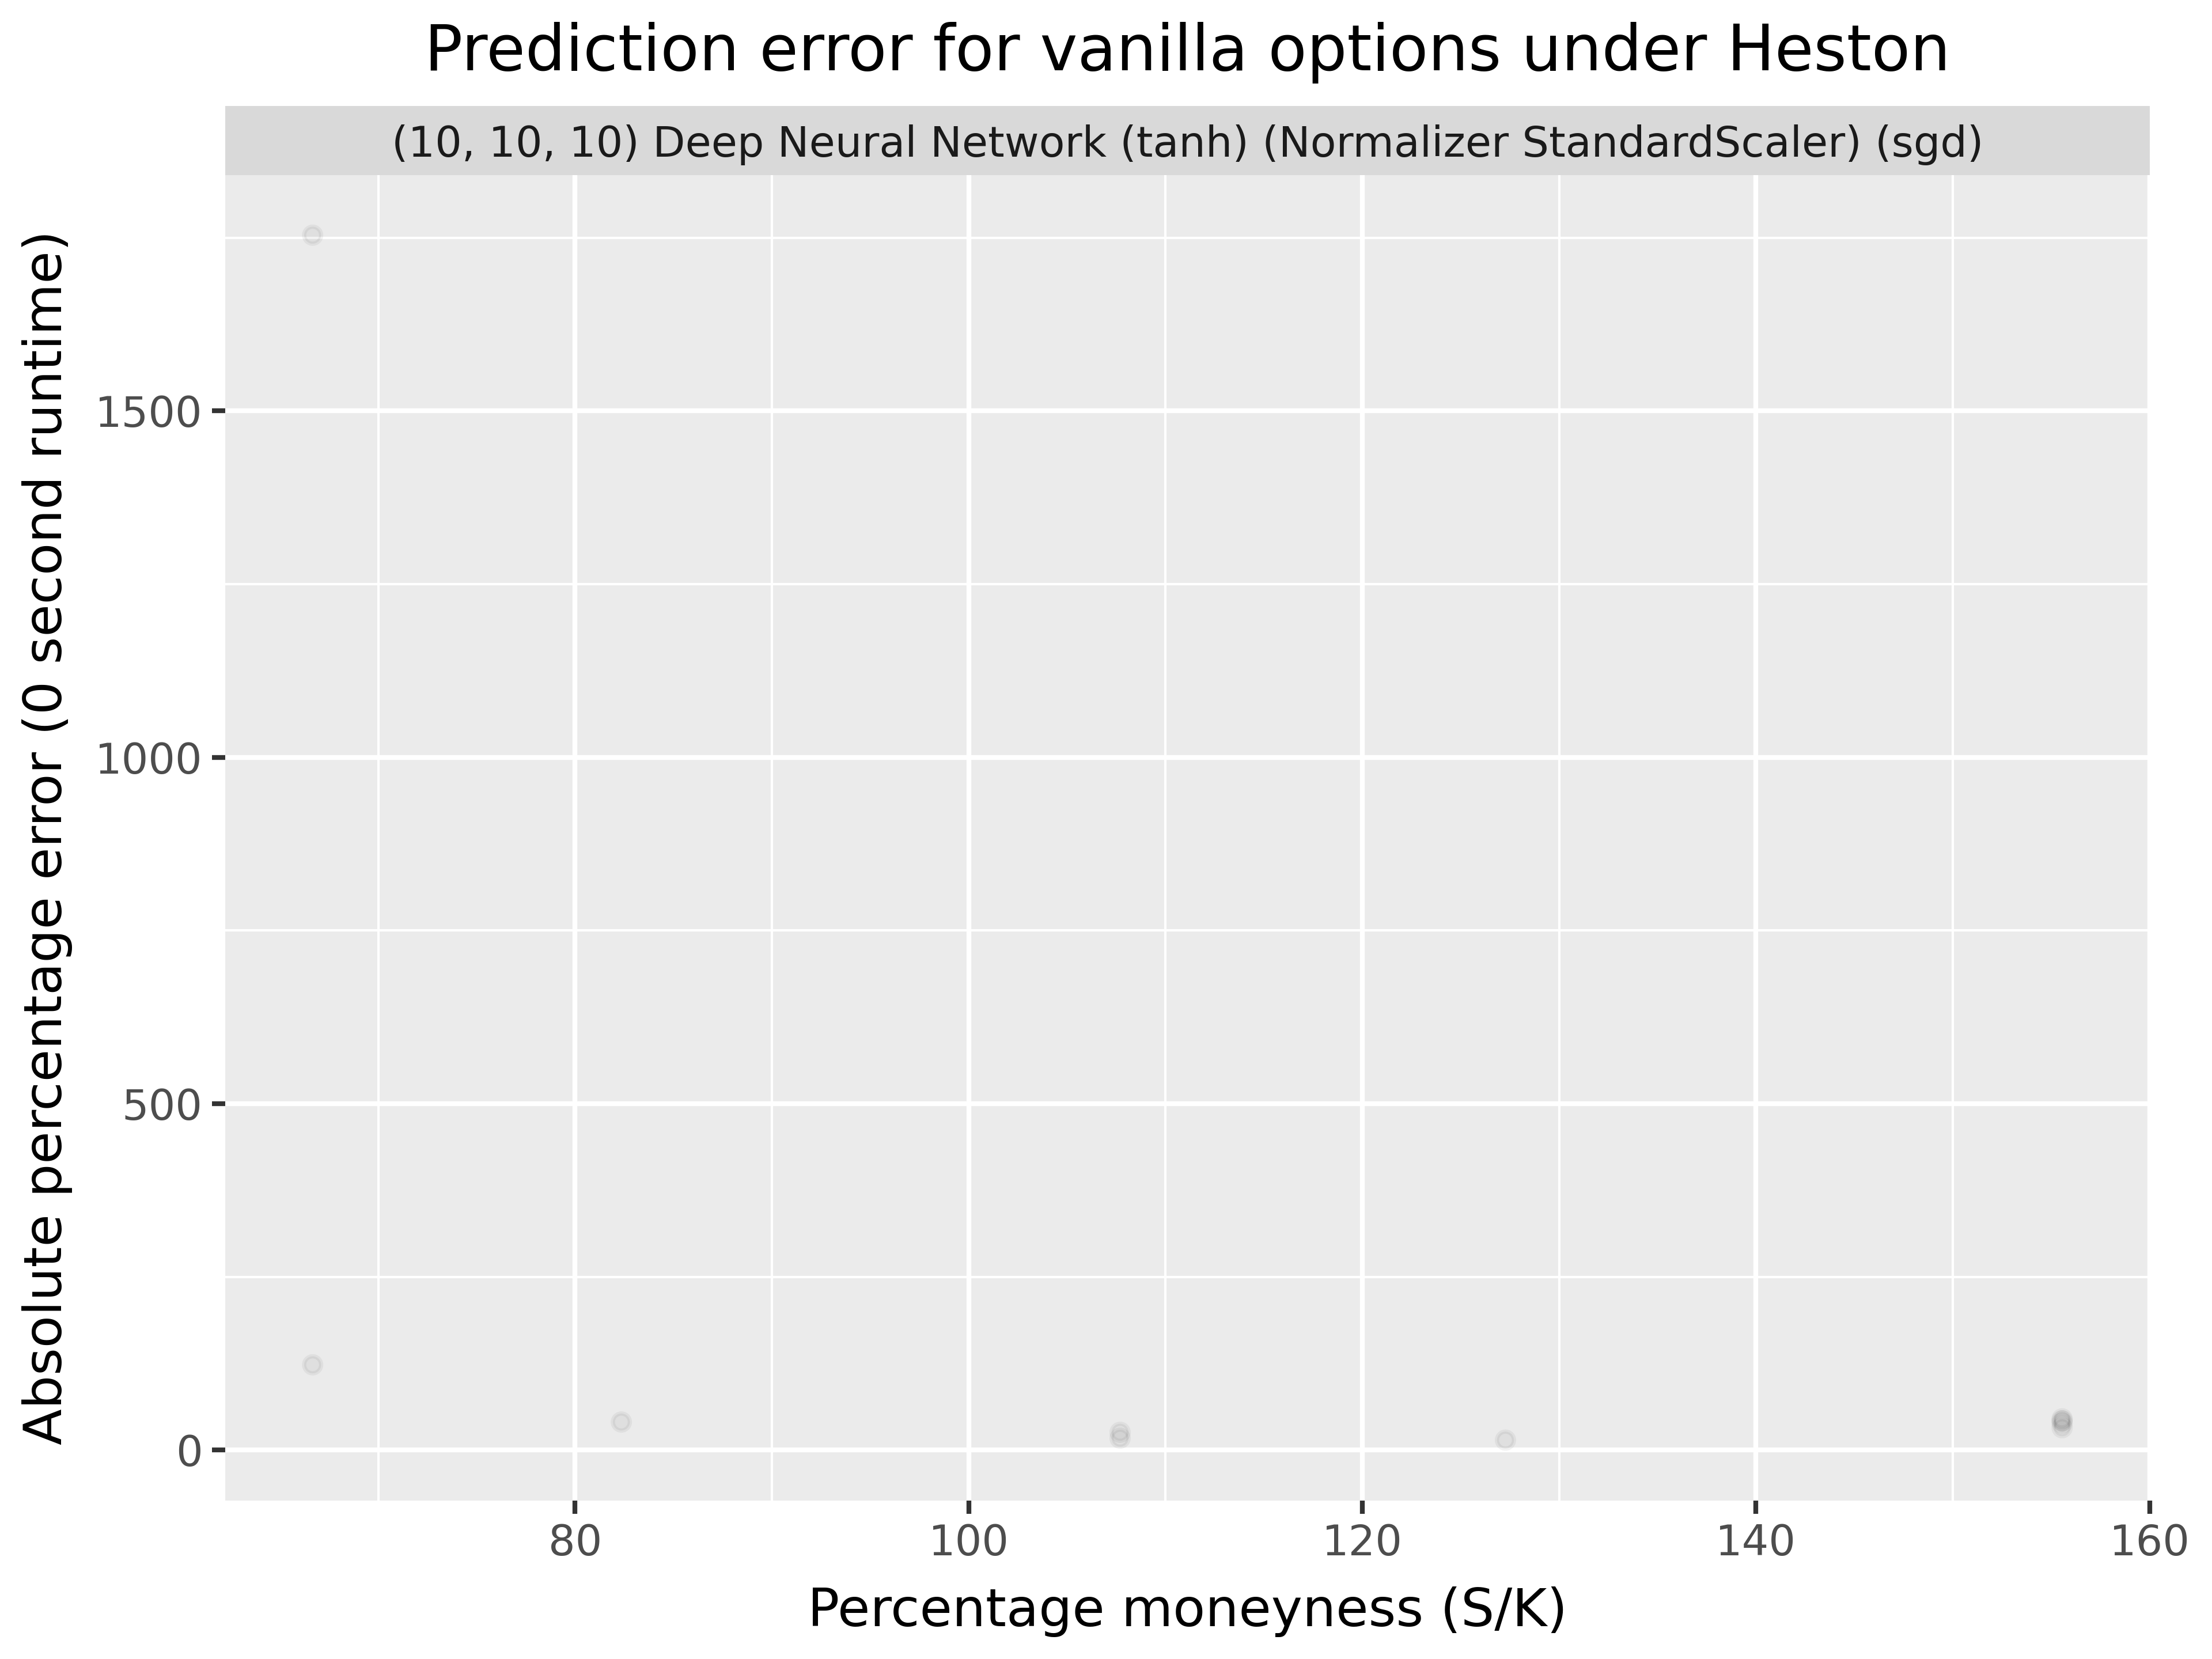 Prediction error for vanilla options under Heston
(10, 10, 10) Deep Neural Network (tanh) (Normalizer StandardScaler) (sgd)
Absolute percentage error (0 second runtime)
1500
1000
500
0
80 100 120 140 160
Percentage moneyness (S/K)